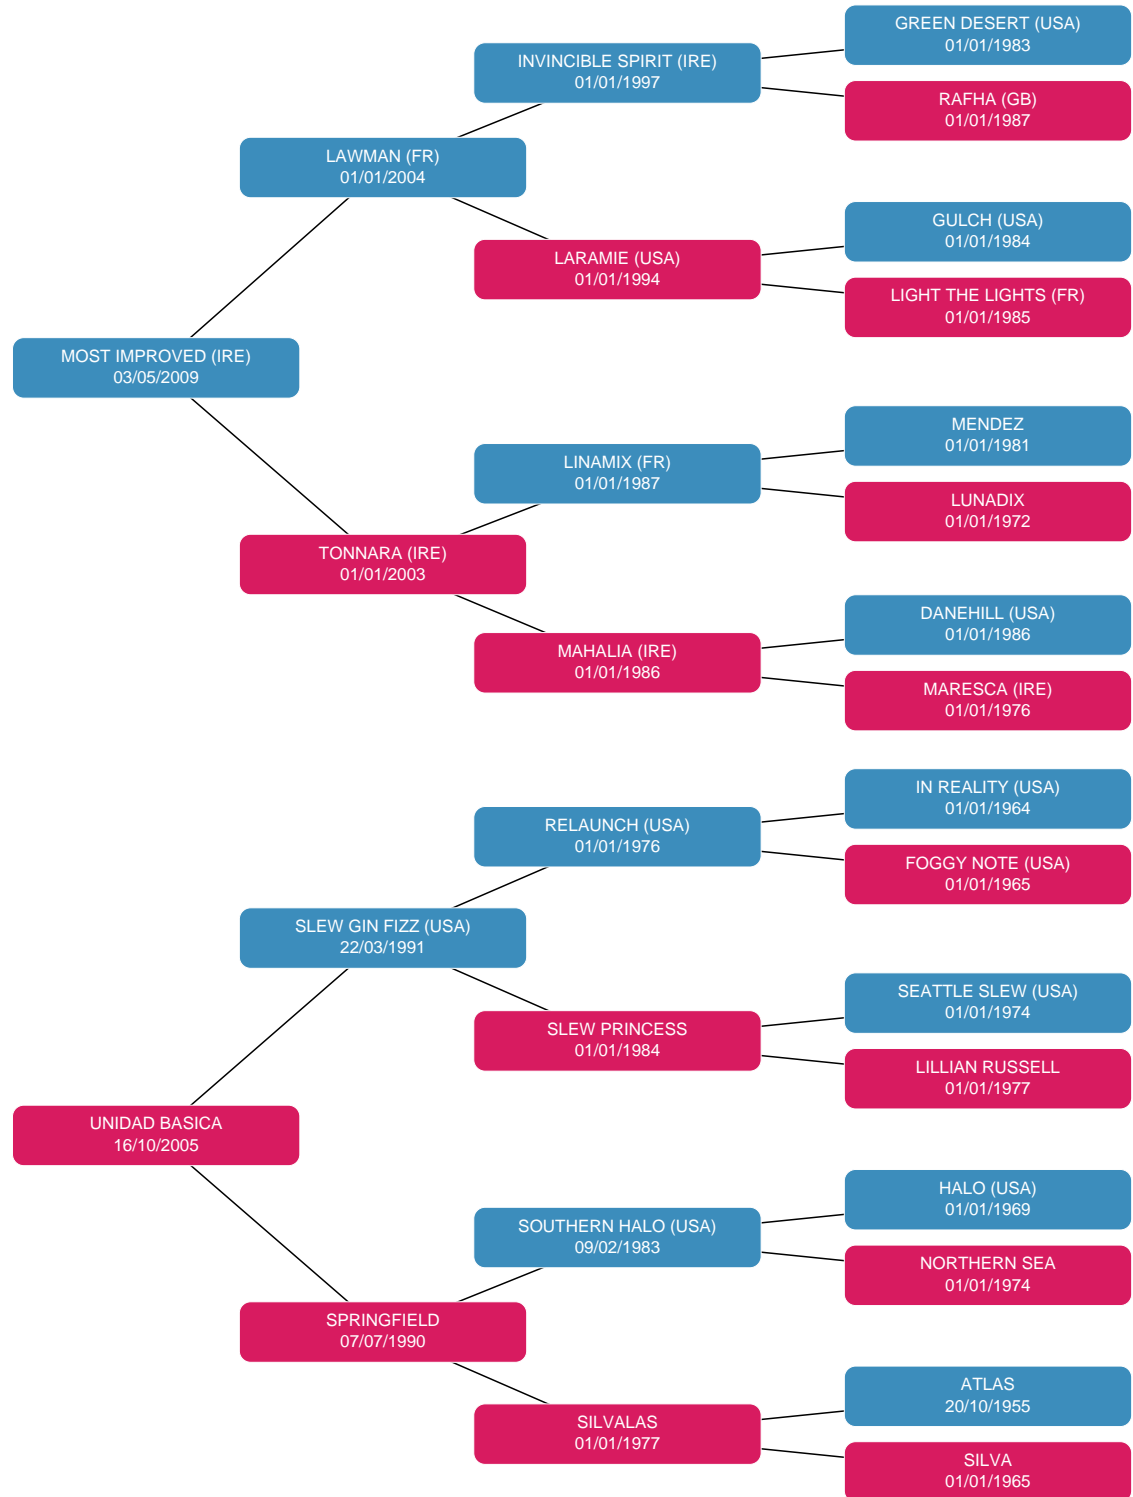 GREEN DESERT (USA)
01/01/1983
INVINCIBLE SPIRIT (IRE)
01/01/1997
RAFHA (GB)
01/01/1987
LAWMAN (FR)
01/01/2004
GULCH (USA)
01/01/1984
LARAMIE (USA)
01/01/1994
LIGHT THE LIGHTS (FR)
01/01/1985
MOST IMPROVED (IRE)
03/05/2009
MENDEZ
01/01/1981
LINAMIX (FR)
01/01/1987
LUNADIX
01/01/1972
TONNARA (IRE)
01/01/2003
DANEHILL (USA)
01/01/1986
MAHALIA (IRE)
01/01/1986
MARESCA (IRE)
01/01/1976
IN REALITY (USA)
01/01/1964
RELAUNCH (USA)
01/01/1976
FOGGY NOTE (USA)
01/01/1965
SLEW GIN FIZZ (USA)
22/03/1991
SEATTLE SLEW (USA)
01/01/1974
SLEW PRINCESS
01/01/1984
LILLIAN RUSSELL
01/01/1977
UNIDAD BASICA
16/10/2005
HALO (USA)
01/01/1969
SOUTHERN HALO (USA)
09/02/1983
NORTHERN SEA
01/01/1974
SPRINGFIELD
07/07/1990
ATLAS
20/10/1955
SILVALAS
01/01/1977
SILVA
01/01/1965